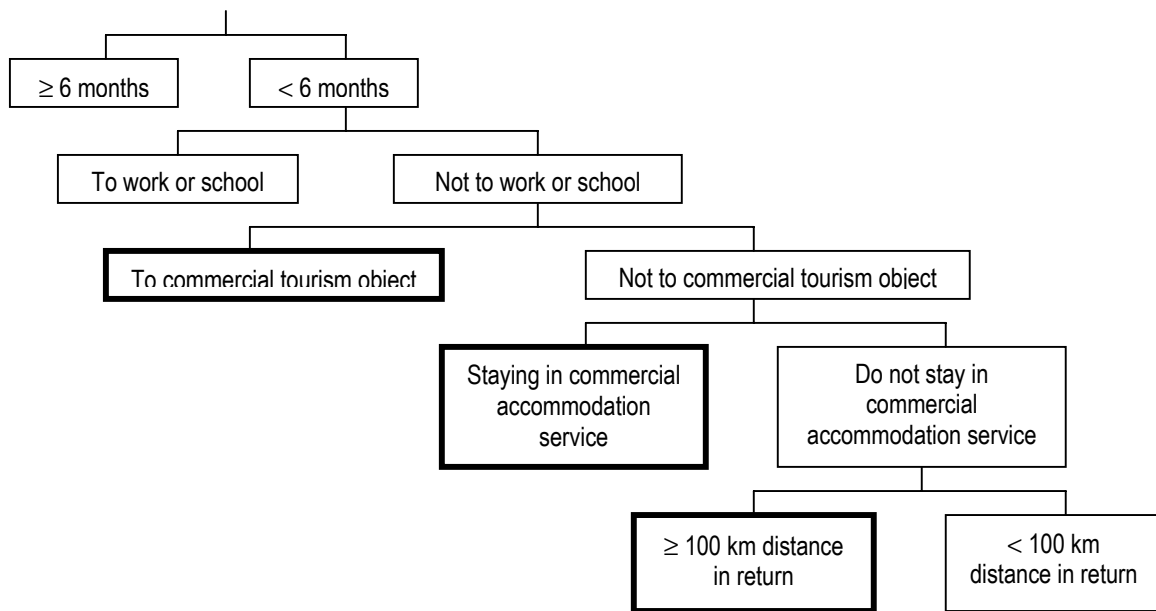 ≥ 6 months
< 6 months
To work or school
Not to work or school
To commercial tourism object
Not to commercial tourism object
Staying in commercial
accommodation
service
Do not stay in
commercial
accommodation service
≥ 100 km distance
in return
< 100 km
distance in return